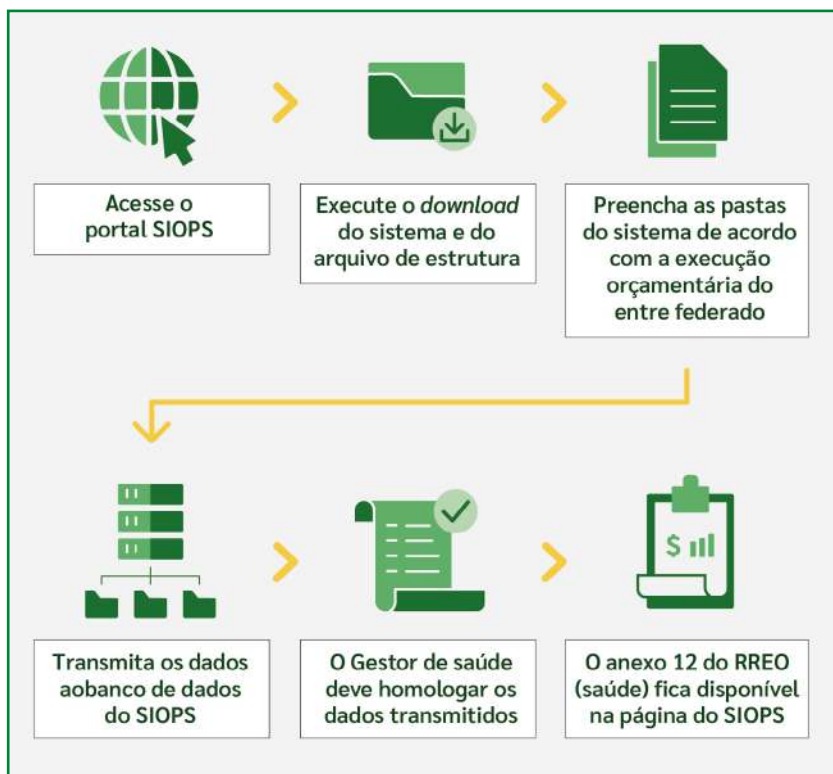 Acesse o
portal SIOPS
Execute o download
do sistema e do
arquivo de estrutura
Preencha as pastas
do sistema de acordo
com a execução
orçamentária do
entre federado
Transmita os dados
aobanco de dados
do SIOPS
O Gestor de saúde
deve homologar os
dados transmitidos
$
O anexo 12 do RREO
(saúde) fica disponível
na página do SIOPS